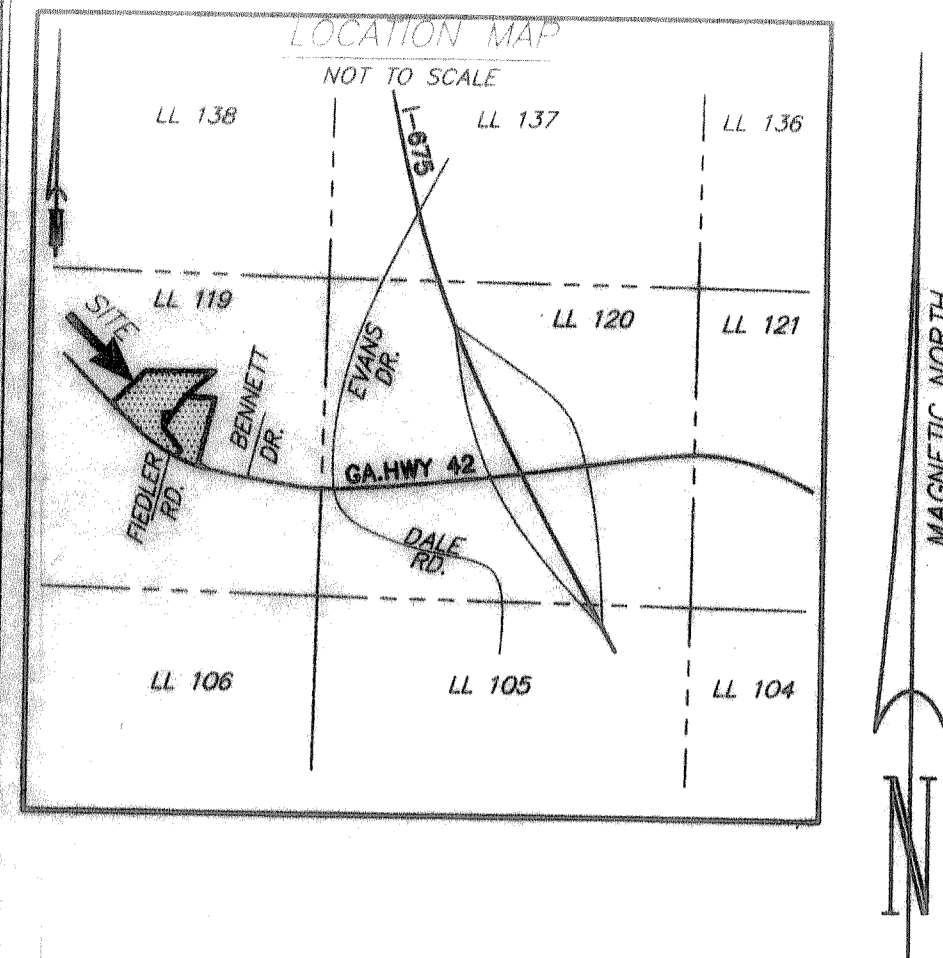 LOCATION MAP
NOT TO SCALE
LL 138
LL 137
LL 136
I-675
LL 119
LL 120
LL 121
SITE
EVANS
DR.
BENNETT
DR.
GA.HWY 42
FIEDLER
RD.
DALE
RD.
LL 106
LL 105
LL 104
MAGNETIC NORTH
N